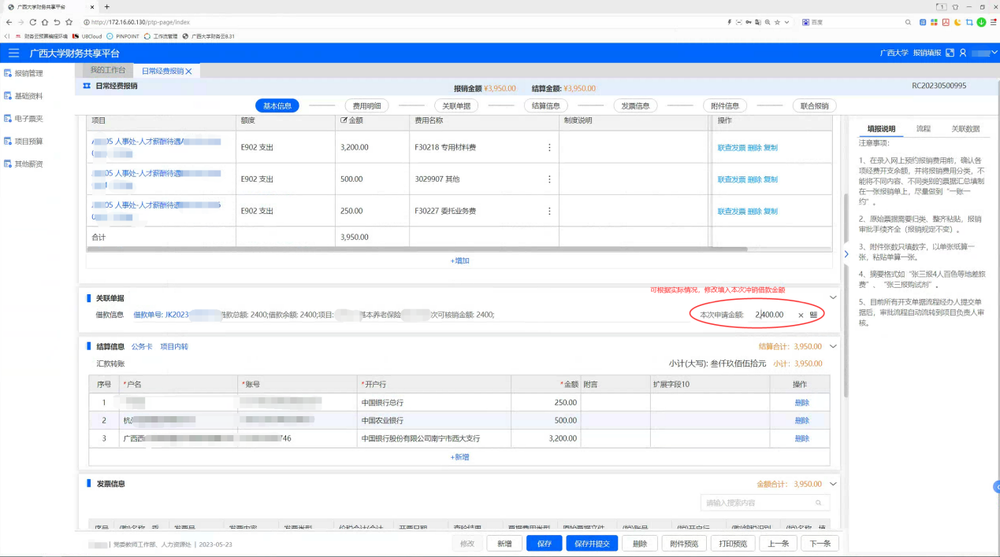 广西大学财务共享平台
http://172.16.60.130/ptp-page/index
百度
财务云预算编报环境 UBCloud PINPOINT 工作流管理 广西大学财务云8.31
广西大学财务共享平台
广西大学 报销填报
报销管理
基础资料
电子票夹
项目预算
其他薪资
我的工作台 日常经费报销
日常经费报销 报销金额 ¥3,950.00 结算金额: ¥3,950.00 RC20230500995
基本信息 费用明细 关联单据 结算信息 发票信息 附件信息 联合报销
项目 额度 金额 费用名称 制度说明 操作
05 人事处-人才薪酬待遇 E902 支出 3,200.00 F30218 专用材料费 联查发票 删除 复制
05 人事处-人才薪酬待遇 E902 支出 500.00 3029907 其他 联查发票 删除 复制
05 人事处-人才薪酬待遇 E902 支出 250.00 F30227 委托业务费 联查发票 删除 复制
合计 3,950.00
+增加
可根据实际情况，修改填入本次冲销借款金额
关联单据
借款信息 借款单号: JK2023 借款总额: 2400;借款余额: 2400;项目: 基本养老保险 次可核销金额: 2400; 本次申请金额: 2,400.00
结算信息 公务卡 项目内转 结算合计: 3,950.00
汇款转账 小计(大写): 叁仟玖佰伍拾元 小计: 3,950.00
序号 *户名 *账号 *开户行 *金额 附言 扩展字段10 操作
1 中国银行总行 250.00 删除
2 杭 中国农业银行 500.00 删除
3 广西西 746 中国银行股份有限公司南宁市西大支行 3,200.00 删除
+新增
发票信息 金额合计: 3,950.00
请输入搜索内容
党委教师工作部、人力资源处 | 2023-05-23
修改 新增 保存 保存并提交 删除 附件预览 打印预览 上一条 下一条
填报说明 流程 关联数据
注意事项:
1、在录入网上预约报销费用前，确认各
项经费开支余额，并将报销费用分类，不
能将不同内容、不同类别的票据汇总填制
在一张报销单上，尽量做到“一账一
约”。
2、原始票据需要归类、整齐粘贴，报销
审批手续齐全（报销规定不变）。
3、附件张数只填数字，以单张纸算一
张，粘贴单算一张。
4、摘要格式如“张三报4人百色等地差旅
费”、“张三报购试剂”。
5、目前所有开支单据流程经办人提交单
据后，审批流程自动流转到项目负责人审
核。